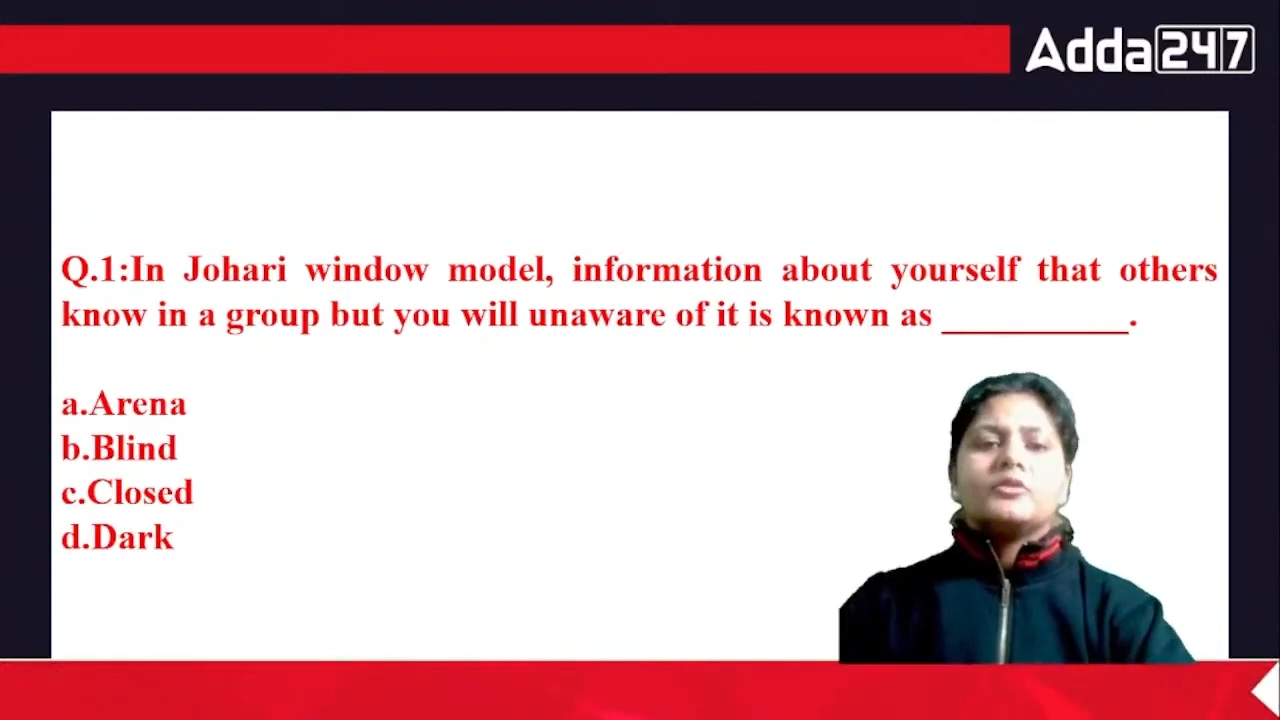 Adda247
Q.1:In Johari window model, information about yourself that others
know in a group but you will unaware of it is known as __________.
a.Arena
b.Blind
c.Closed
d.Dark